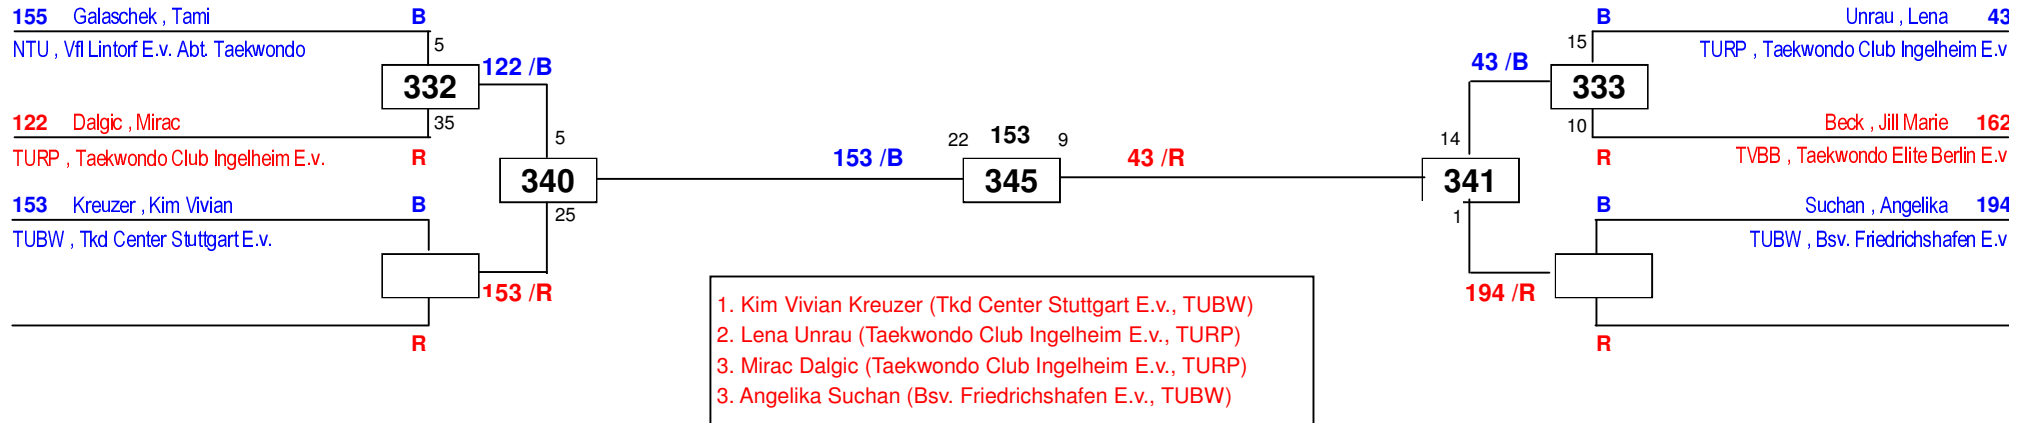 155 Galaschek , Tami B
NTU , Vfl Lintorf E.v. Abt. Taekwondo
5
332
122 /B
122 Dalgic , Mirac
35
TURP , Taekwondo Club Ingelheim E.v.
R
5
340
25
153 Kreuzer , Kim Vivian B
TUBW , Tkd Center Stuttgart E.v.
153 /R
R
153 /B
22 153 9
345
43 /R
B Unrau , Lena 43
15
TURP , Taekwondo Club Ingelheim E.v
43 /B
333
10
Beck , Jill Marie 162
R
TVBB , Taekwondo Elite Berlin E.v
14
341
1
B Suchan , Angelika 194
TUBW , Bsv. Friedrichshafen E.v
194 /R
R
1. Kim Vivian Kreuzer (Tkd Center Stuttgart E.v., TUBW)
2. Lena Unrau (Taekwondo Club Ingelheim E.v., TURP)
3. Mirac Dalgic (Taekwondo Club Ingelheim E.v., TURP)
3. Angelika Suchan (Bsv. Friedrichshafen E.v., TUBW)